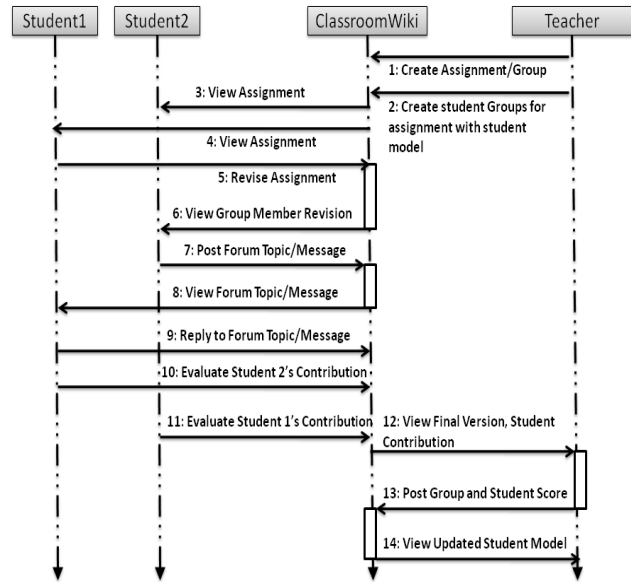 Student1
Student2
ClassroomWiki
Teacher
1: Create Assignment/Group
3: View Assignment
2: Create student Groups for
assignment with student
model
4: View Assignment
5: Revise Assignment
6: View Group Member Revision
7: Post Forum Topic/Message
8: View Forum Topic/Message
9: Reply to Forum Topic/Message
10: Evaluate Student 2's Contribution
11: Evaluate Student 1's Contribution
12: View Final Version, Student
Contribution
13: Post Group and Student Score
14: View Updated Student Model